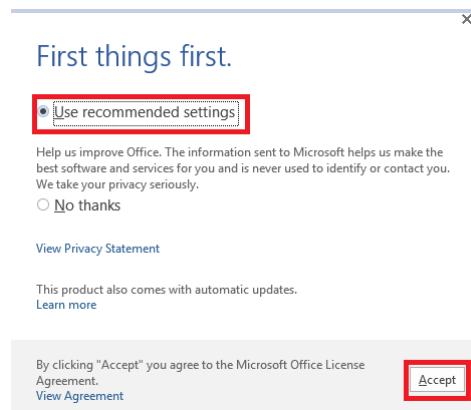 First things first.
Use recommended settings
Help us improve Office. The information sent to Microsoft helps us make the
best software and services for you and is never used to identify or contact you.
We take your privacy seriously.
No thanks
View Privacy Statement
This product also comes with automatic updates.
Learn more
By clicking "Accept" you agree to the Microsoft Office License
Agreement.
View Agreement
Accept